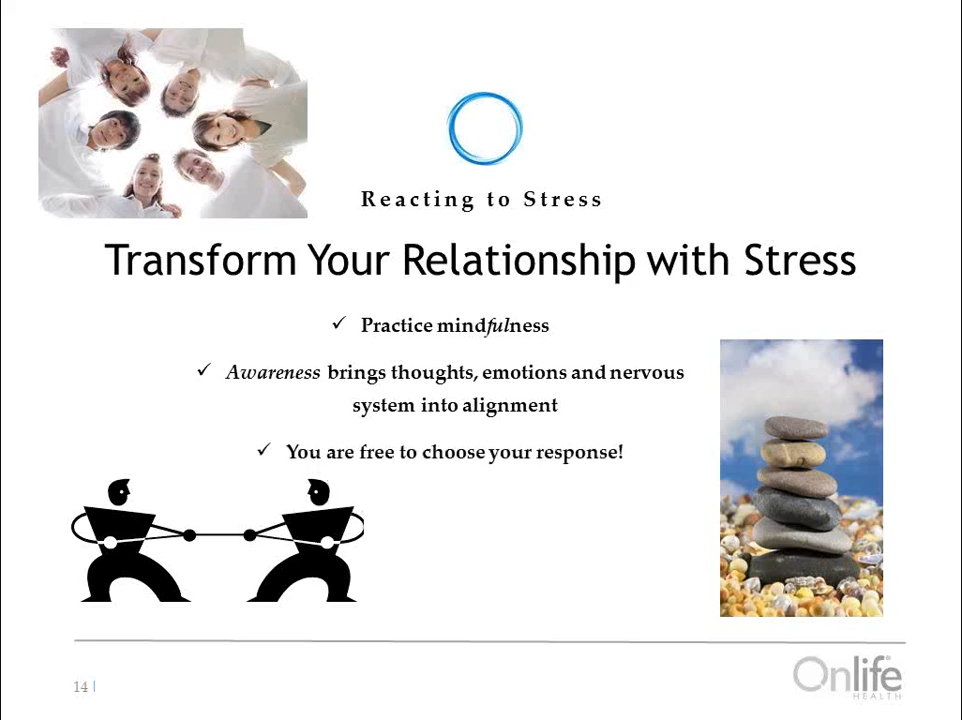 Reacting to Stress
Transform Your Relationship with Stress
✓ Practice mindfulness
✓ Awareness brings thoughts, emotions and nervous
system into alignment
✓ You are free to choose your response!
14 |
Onlife
HEALTH